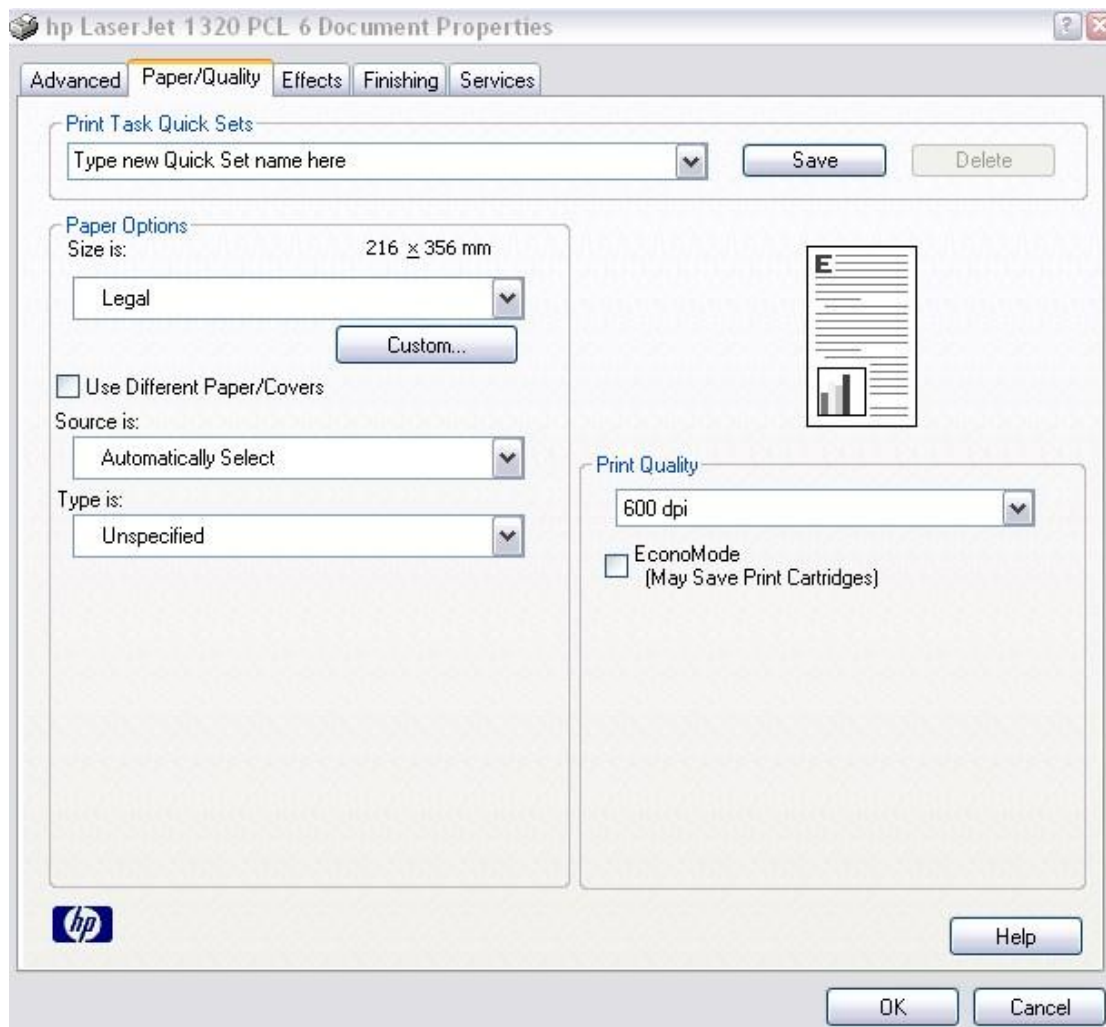 hp LaserJet 1320 PCL 6 Document Properties
Advanced Paper/Quality Effects Finishing Services
Print Task Quick Sets
Type new Quick Set name here Save Delete
Paper Options
Size is: 216 x 356 mm
E
Legal
Custom...
Use Different Paper/Covers
Source is:
Automatically Select
Print Quality
Type is:
600 dpi
Unspecified
EconoMode
(May Save Print Cartridges)
hp
Help
OK Cancel